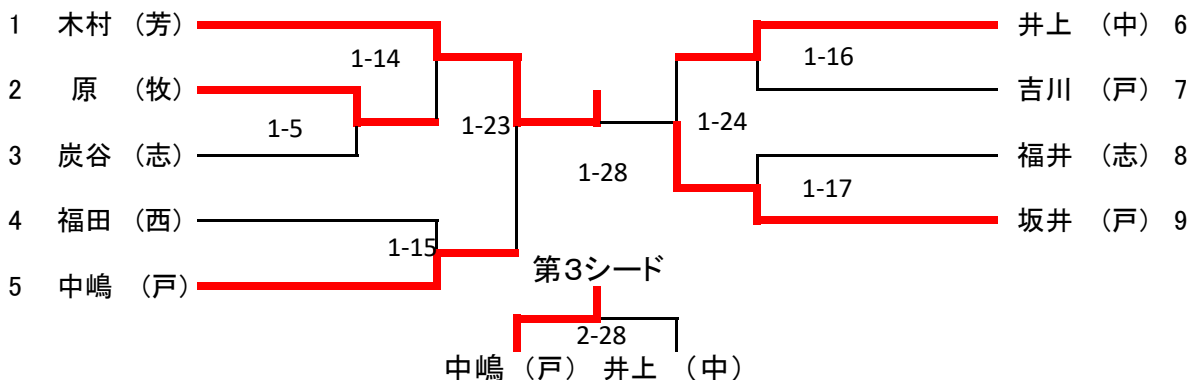 1 木村 (芳)
井上 (中) 6
1-14
1-16
2 原 (牧)
吉川 (戸) 7
1-5
1-23
1-24
3 炭谷 (志)
福井 (志) 8
1-28
1-17
4 福田 (西)
坂井 (戸) 9
1-15
第3シード
5 中嶋 (戸)
2-28
中嶋 (戸) 井上 (中)